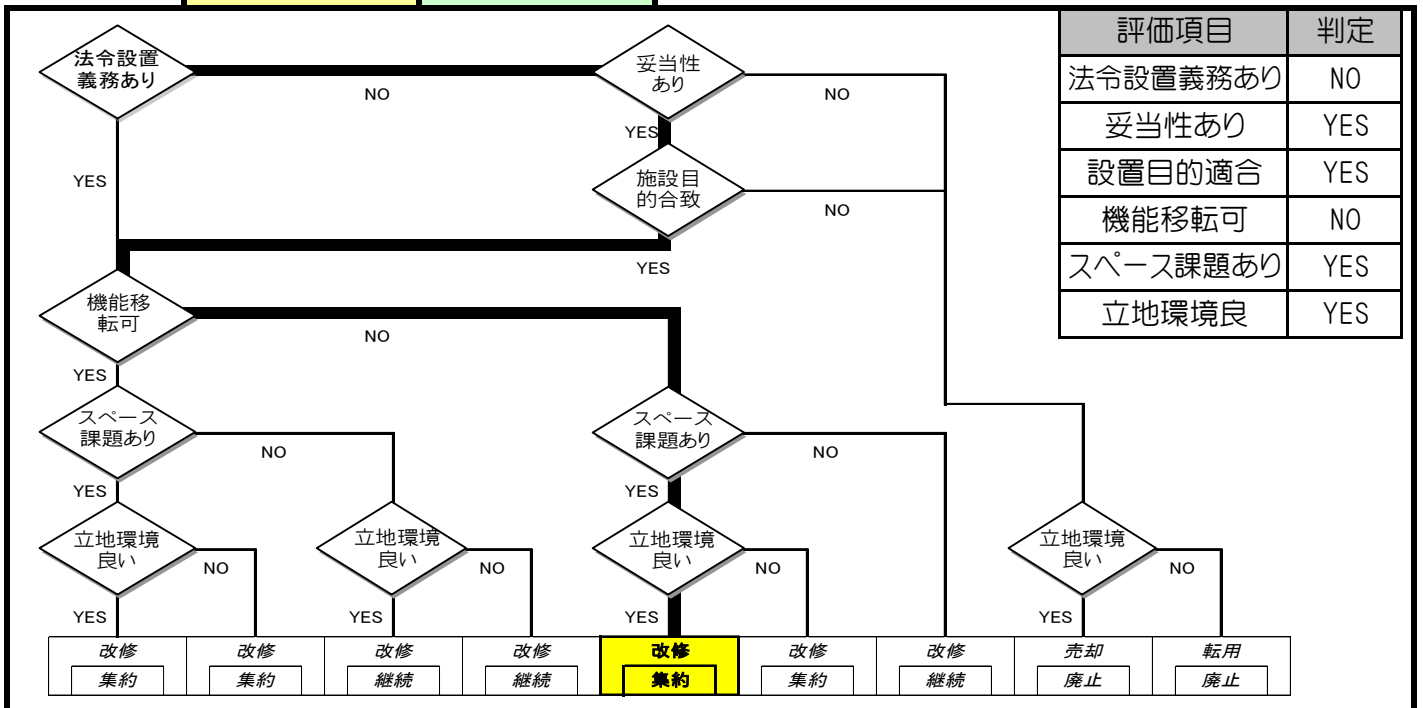 評価項目 判定
法令設置義務あり NO
妥当性あり YES
設置目的適合 YES
機能移転可 NO
スペース課題あり YES
立地環境良 YES
法令設置
義務あり
NO
妥当性
あり
NO
YES
YES
施設目
的合致
NO
YES
機能移
転可
NO
YES
スペース
課題あり
NO
スペース
課題あり
NO
YES
YES
立地環境
良い
NO
立地環境
良い
NO
立地環境
良い
NO
立地環境
良い
NO
YES
YES
YES
YES
改修 改修 改修 改修 改修 改修 改修 売却 転用
集約 集約 継続 継続 集約 集約 継続 廃止 廃止